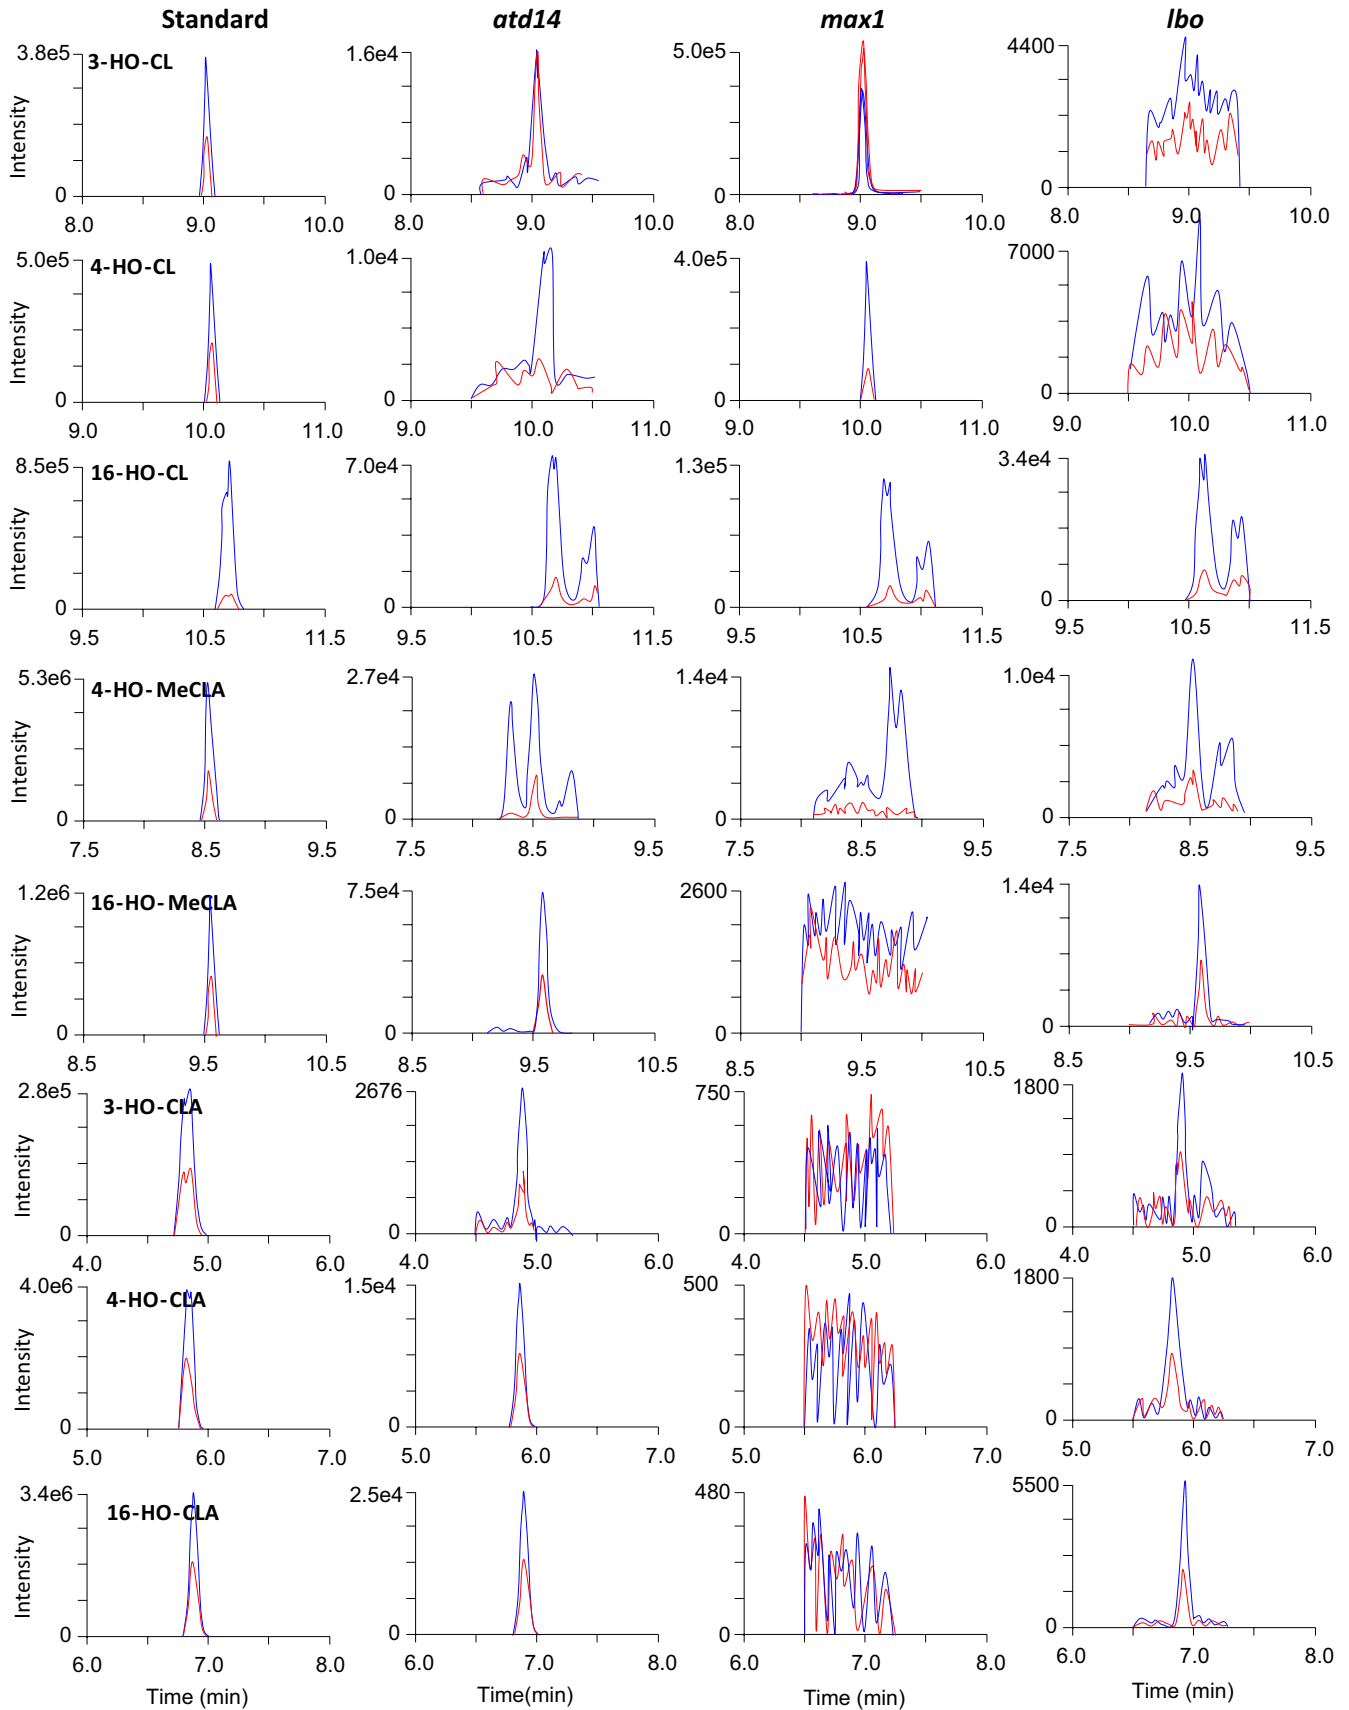 Standard atd14 max1 lbo
3.8e5 3-HO-CL 1.6e4 5.0e5 4400
Intensity
0 0 0 0
8.0 9.0 10.0 8.0 9.0 10.0 8.0 9.0 10.0 8.0 9.0 10.0
5.0e5 4-HO-CL 1.0e4 4.0e5 7000
Intensity
0 0 0 0
9.0 10.0 11.0 9.0 10.0 11.0 9.0 10.0 11.0 9.0 10.0 11.0
8.5e5 16-HO-CL 7.0e4 1.3e5 3.4e4
Intensity
0 0 0 0
9.5 10.5 11.5 9.5 10.5 11.5 9.5 10.5 11.5 9.5 10.5 11.5
5.3e6 4-HO-MeCLA 2.7e4 1.4e4 1.0e4
Intensity
0 0 0 0
7.5 8.5 9.5 7.5 8.5 9.5 7.5 8.5 9.5 7.5 8.5 9.5
1.2e6 16-HO-MeCLA 7.5e4 2600 1.4e4
Intensity
0 0 0 0
8.5 9.5 10.5 8.5 9.5 10.5 8.5 9.5 10.5 8.5 9.5 10.5
2.8e5 3-HO-CLA 2676 750 1800
Intensity
0 0 0 0
4.0 5.0 6.0 4.0 5.0 6.0 4.0 5.0 6.0 4.0 5.0 6.0
4.0e6 4-HO-CLA 1.5e4 500 1800
Intensity
0 0 0 0
5.0 6.0 7.0 5.0 6.0 7.0 5.0 6.0 7.0 5.0 6.0 7.0
3.4e6 16-HO-CLA 2.5e4 480 5500
Intensity
0 0 0 0
6.0 7.0 8.0 6.0 7.0 8.0 6.0 7.0 8.0 6.0 7.0 8.0
Time (min) Time(min) Time (min) Time (min)